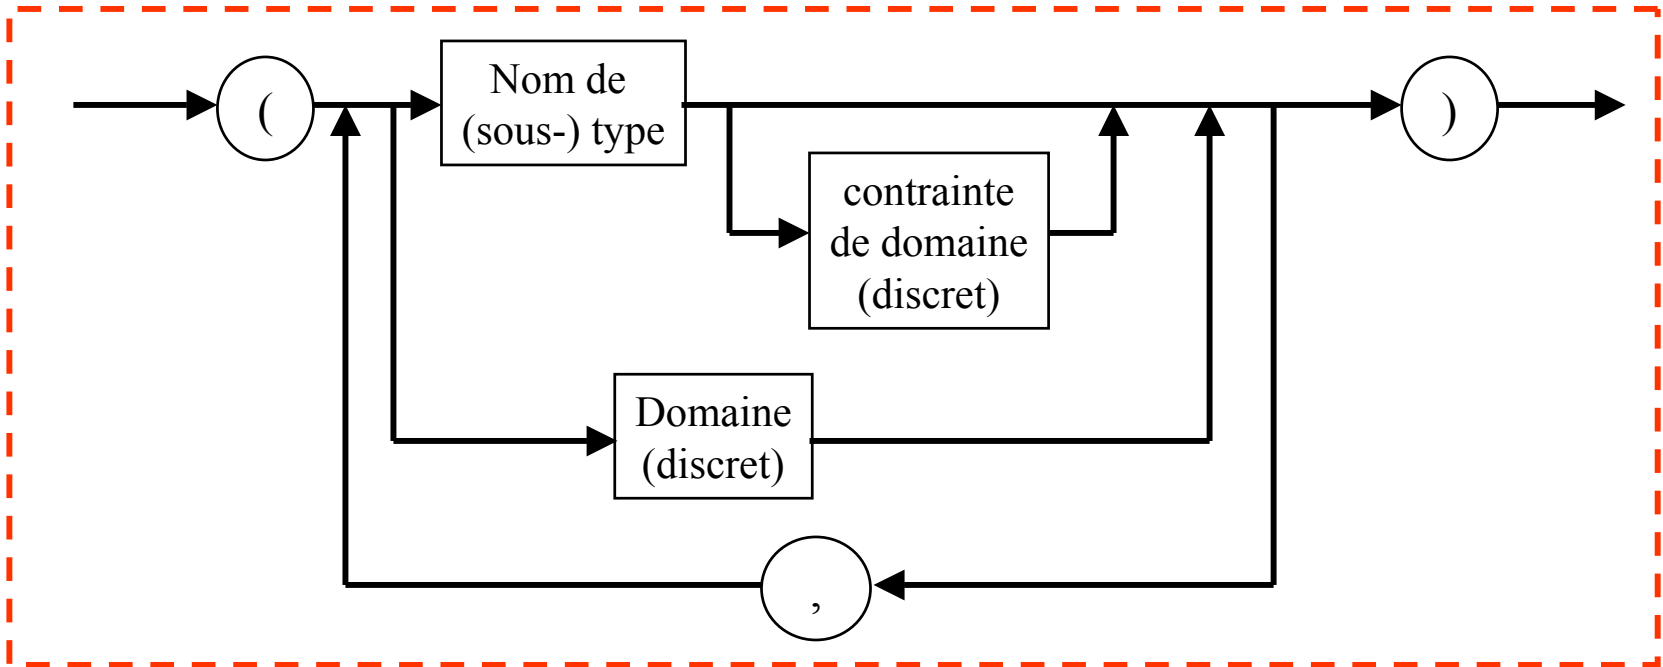 (
Nom de
(sous-) type
)
contrainte
de domaine
(discret)
Domaine
(discret)
,